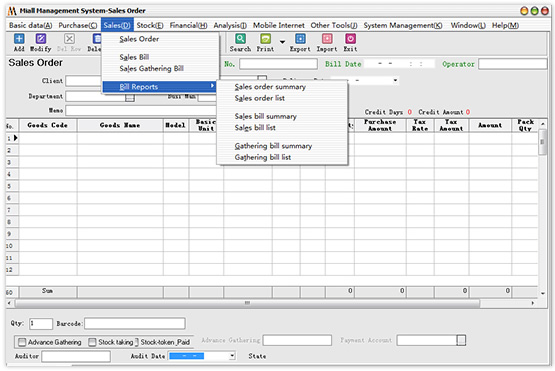 Miall Management System-Sales Order
Basic data(A) Purchase(C) Sales(D) Stock(E) Financial(H) Analysis(I) Mobile Internet Other Tools(J) System Management(K) Window(L) Help(M)
Add Modify Del Row Search Print Export Import Exit
Sales Order
Sales Order No. Bill Date Operator
Sales Bill
Sales Gathering Bill
Client
Bill Reports
Sales order summary
Department
Sales order list
Memo Credit Days 0 Credit Amount 0
Sales bill summary
Sales bill list
No. Goods Code Goods Name Model Basic Unit Purchase Amount Tax Rate Tax Amount Amount Pack Qty
1
Gathering bill summary
2
Gathering bill list
3
4
5
6
7
8
9
10
11
12
60 Sum 0 0 0 0
Qty: 1 Barcode:
Advance Gathering Stock taking Stock-token_Paid Advance Gathering Payment Account
Auditor Audit Date - - State